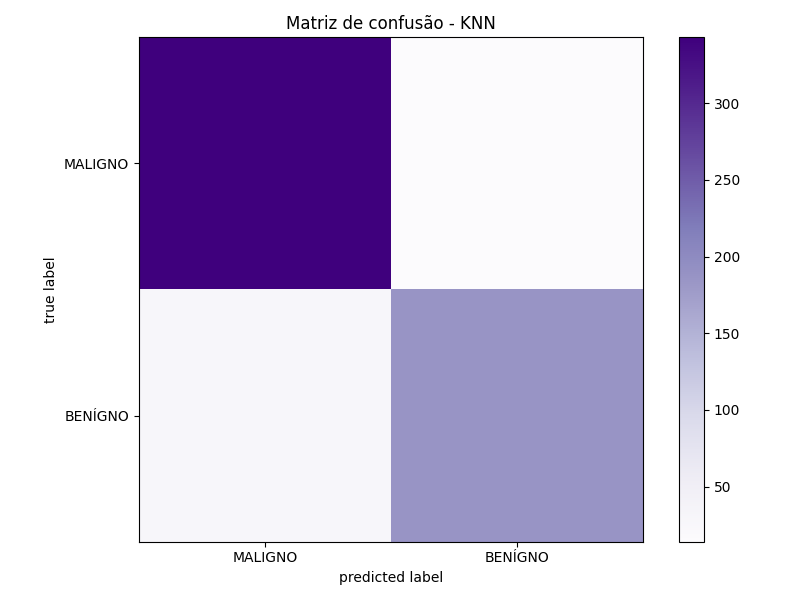 Matriz de confusão - KNN
true label
MALIGNO
BENÍGNO
MALIGNO BENÍGNO
predicted label
300
250
200
150
100
50